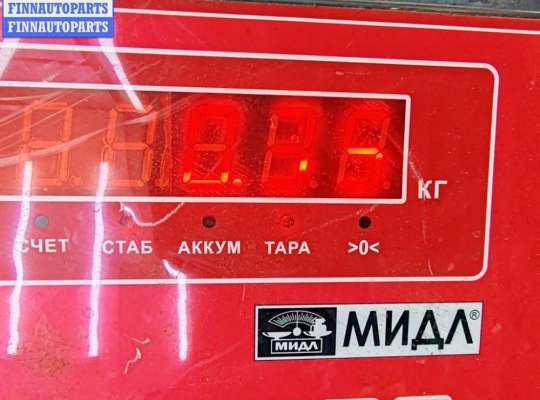 FINNAUTOPARTS
FINNAUTOPARTS
КГ
СЧЕТ СТАБ АККУМ ТАРА >0<
МИДЛ МИДЛ®